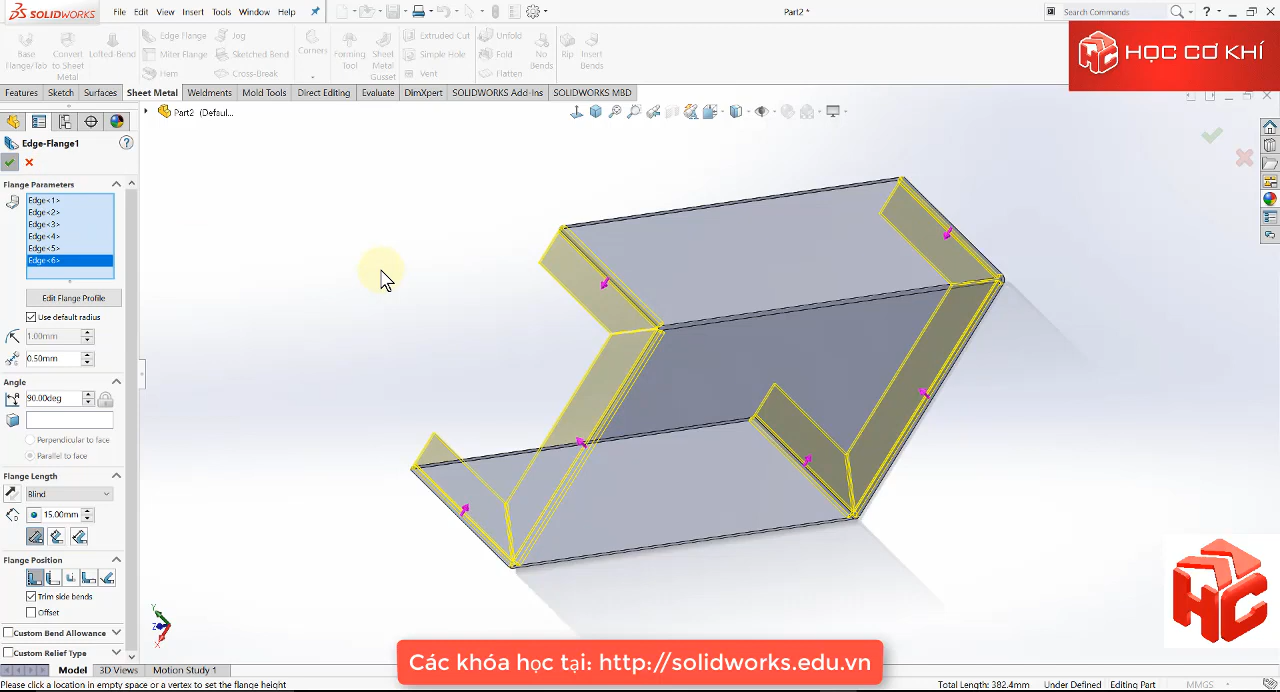 SOLIDWORKS File Edit View Insert Tools Window Help Part2 * Search Commands ?
Base Flange/Tab Convert to Sheet Metal Lofted-Bend Edge Flange Miter Flange Hem Jog Sketched Bend Cross-Break Corners Forming Tool Sheet Metal Gusset Extruded Cut Simple Hole Vent Unfold Fold Flatten No Bends Rip Insert Bends
HỌC CƠ KHÍ
Features Sketch Surfaces Sheet Metal Weldments Mold Tools Direct Editing Evaluate DimXpert SOLIDWORKS Add-Ins SOLIDWORKS MBD
Part2 (Defaul...
Edge-Flange1
Flange Parameters
Edge<1>
Edge<2>
Edge<3>
Edge<4>
Edge<5>
Edge<6>
Edit Flange Profile
Use default radius
1.00mm
0.50mm
Angle
90.00deg
Perpendicular to face
Parallel to face
Flange Length
Blind
15.00mm
Flange Position
Trim side bends
Offset
Custom Bend Allowance
Custom Relief Type
Y
Z
X
HC
Các khóa học tại: http://solidworks.edu.vn
Model 3D Views Motion Study 1
Please click a location in empty space or a vertex to set the flange height Total Length: 382.4mm Under Defined Editing Part MMGS